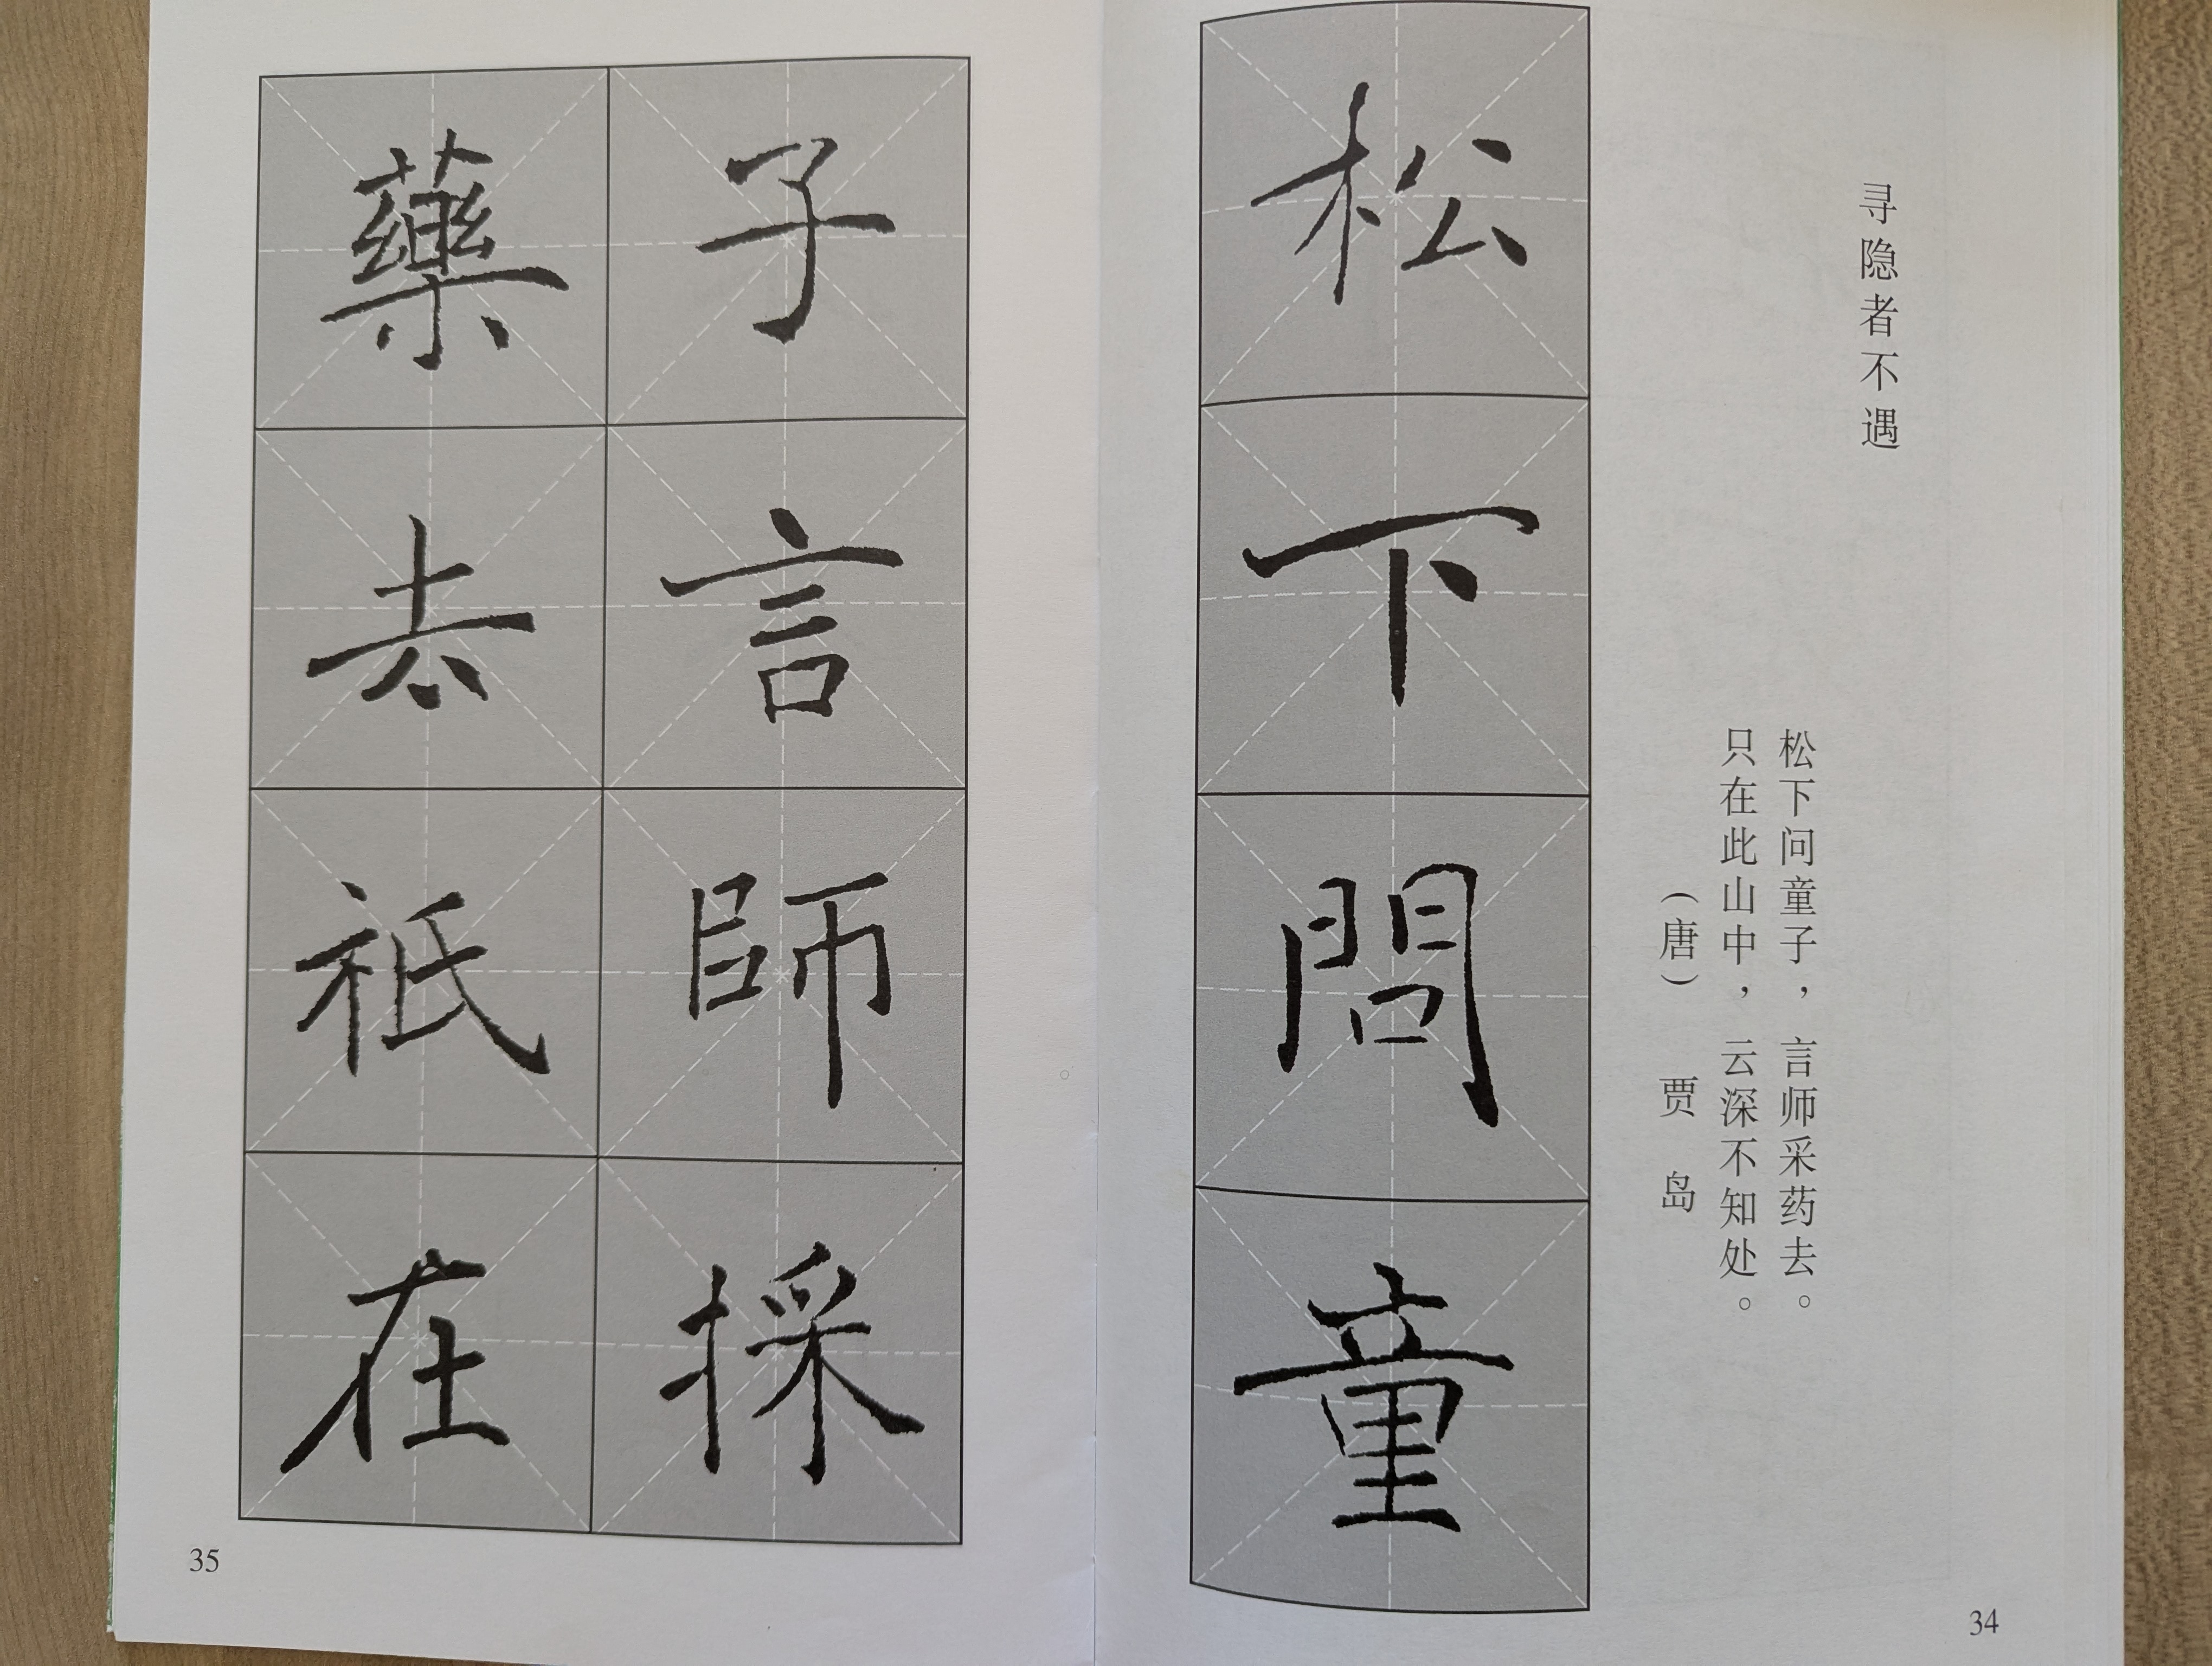 寻隐者不遇
松下问童子，言师采药去。
只在此山中，云深不知处。
（唐） 贾 岛
松下問童
34
子言師採
藥去祇在
35